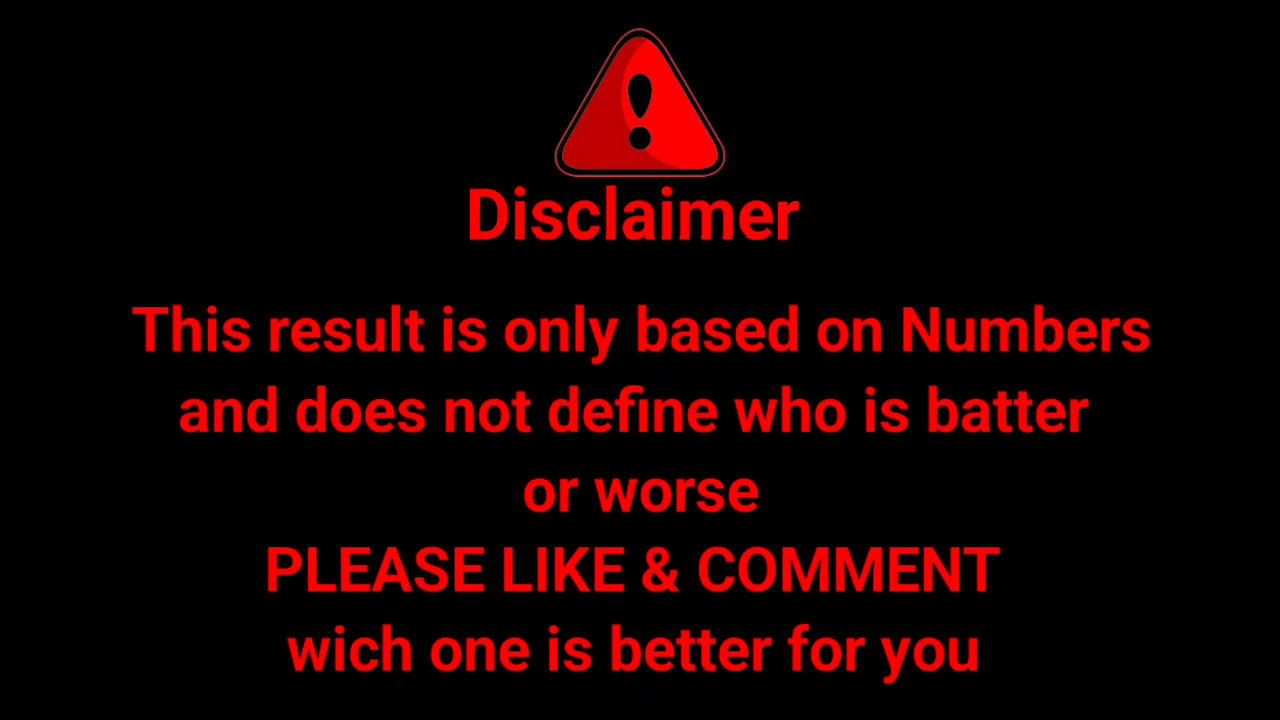 Disclaimer
This result is only based on Numbers
and does not define who is batter
or worse
PLEASE LIKE & COMMENT
wich one is better for you